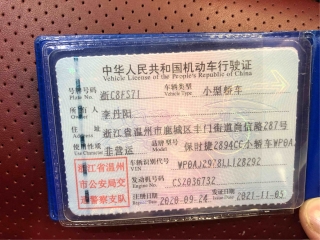 中华人民共和国机动车行驶证
Vehicle License of the People's Republic of China
号牌号码 浙C8FS71 车辆类型 小型轿车
Plate No. Vehicle Type
所有人 李丹阳
Owner
住址 浙江省温州市鹿城区丰门街道尚信路287号
Address
使用性质 非营运 品牌型号 保时捷2894CC小轿车WP0A
Use Character Model
浙江省温州市公安局交通警察支队
车辆识别代号 WP0AJ2978LL128292
VIN
发动机号码 CSZ036732
Engine No.
注册日期 2020-09-24 发证日期 2021-11-05
Register Date Issue Date